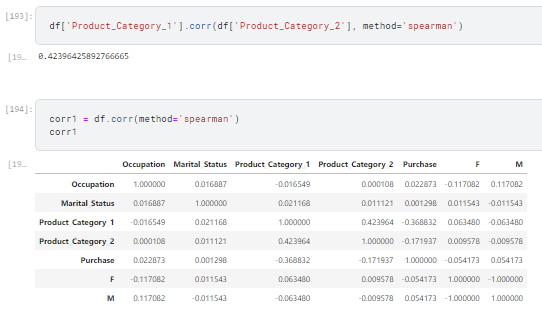 [193]:
df['Product_Category_1'].corr(df['Product_Category_2'], method='spearman')
[19...
0.42396425892766665
[194]:
corr1 = df.corr(method='spearman')
corr1
[19...
Occupation Marital Status Product Category 1 Product Category 2 Purchase F M
Occupation 1.000000 0.016887 -0.016549 0.000108 0.022873 -0.117082 0.117082
Marital Status 0.016887 1.000000 0.021168 0.011121 0.001298 0.011543 -0.011543
Product Category 1 -0.016549 0.021168 1.000000 0.423964 -0.368832 0.063480 -0.063480
Product Category 2 0.000108 0.011121 0.423964 1.000000 -0.171937 0.009578 -0.009578
Purchase 0.022873 0.001298 -0.368832 -0.171937 1.000000 -0.054173 0.054173
F -0.117082 0.011543 0.063480 0.009578 -0.054173 1.000000 -1.000000
M 0.117082 -0.011543 -0.063480 -0.009578 0.054173 -1.000000 1.000000